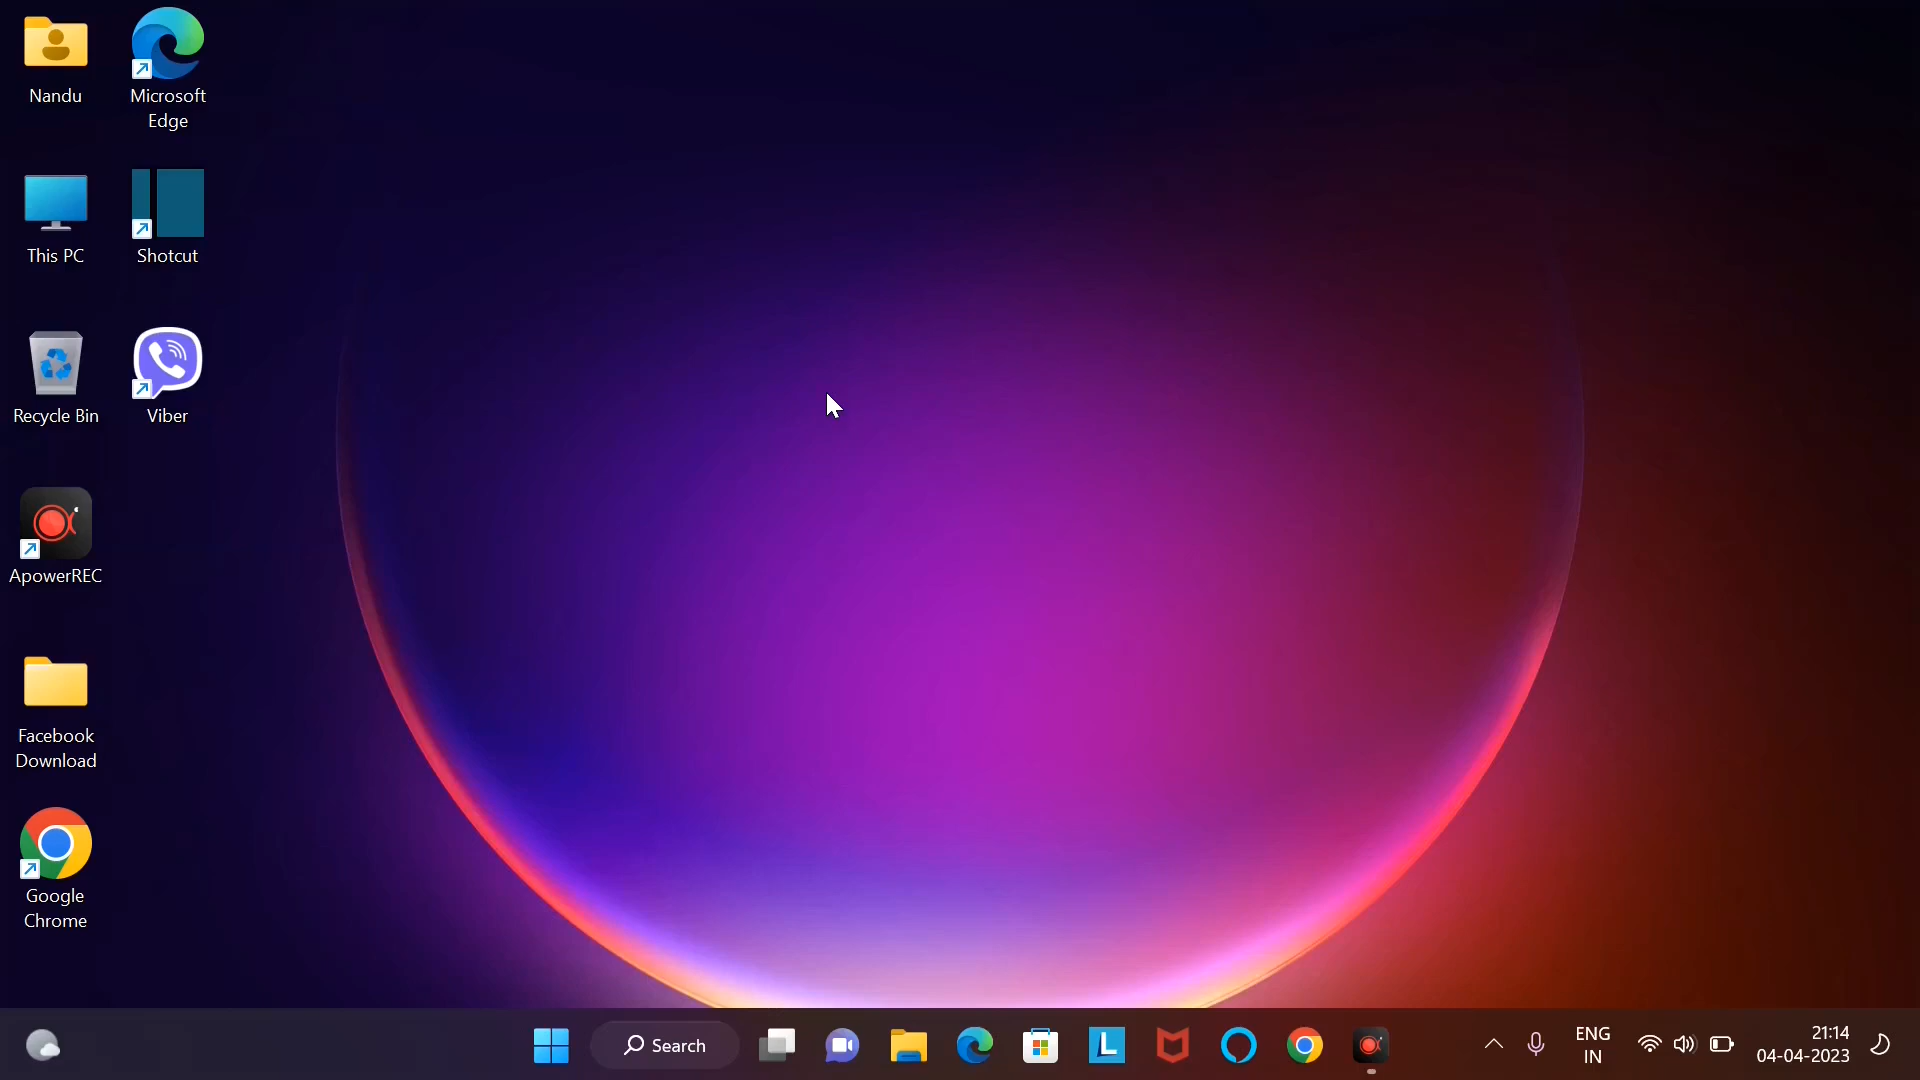 Nandu
Microsoft
Edge
This PC
Shotcut
Recycle Bin
Viber
ApowerREC
Facebook
Download
Google
Chrome
Search
L
ENG
IN
21:14
04-04-2023